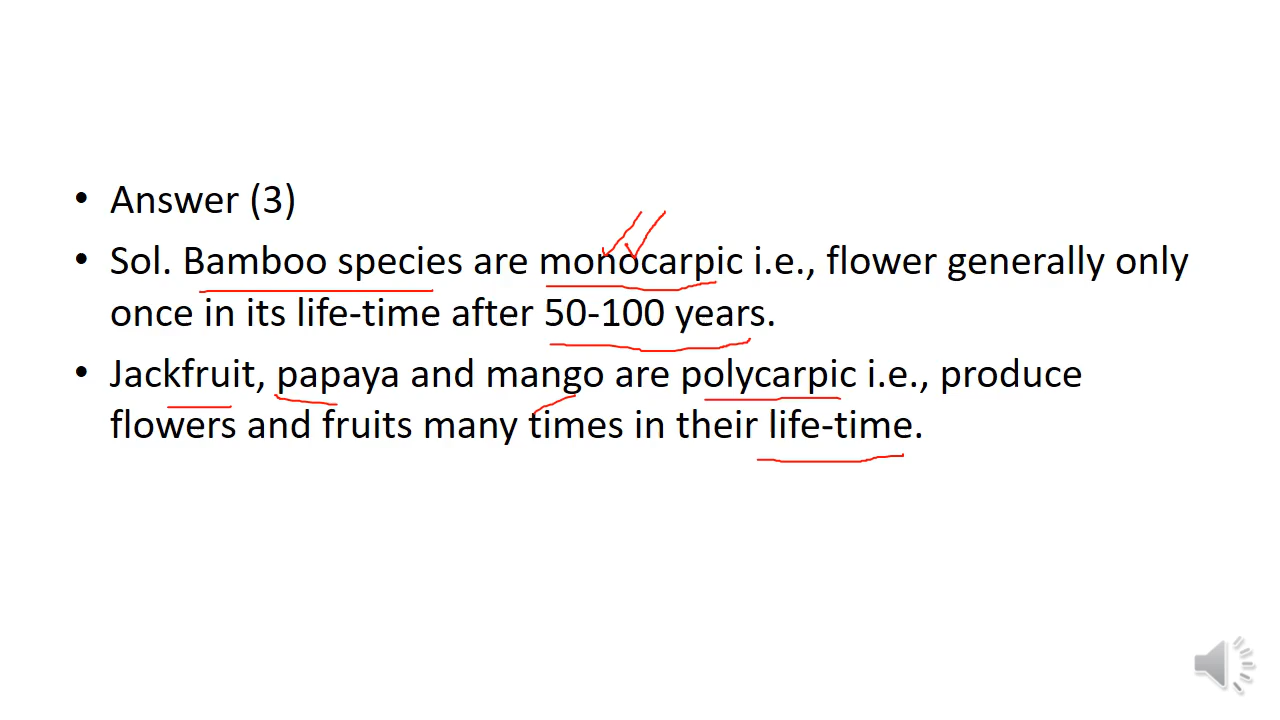 • Answer (3)
• Sol. Bamboo species are monocarpic i.e., flower generally only
once in its life-time after 50-100 years.
• Jackfruit, papaya and mango are polycarpic i.e., produce
flowers and fruits many times in their life-time.